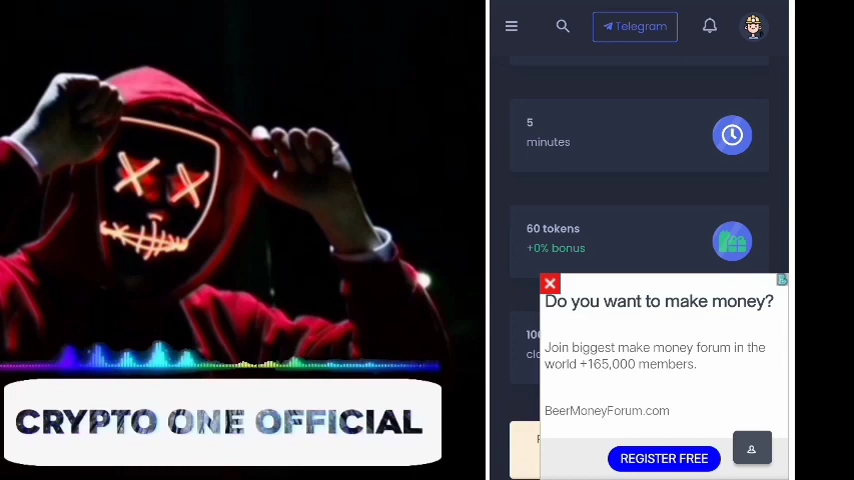 CRYPTO ONE OFFICIAL
Telegram
5
minutes
60 tokens
+0% bonus
Do you want to make money?
Join biggest make money forum in the
world +165,000 members.
BeerMoneyForum.com
REGISTER FREE